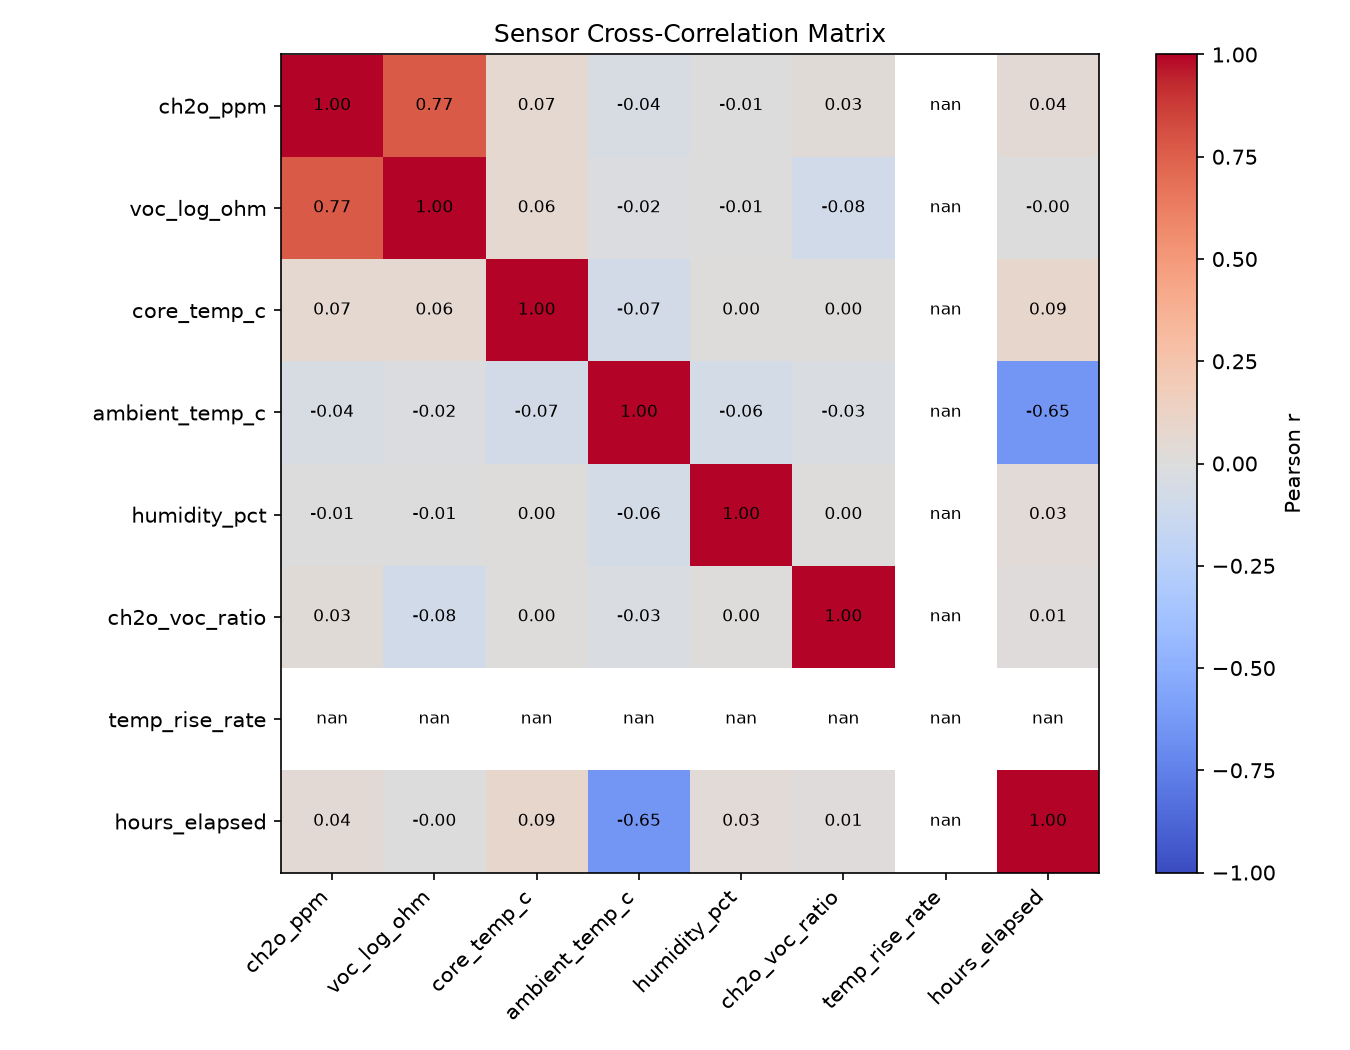 Sensor Cross-Correlation Matrix
ch2o_ppm 1.00 0.77 0.07 -0.04 -0.01 0.03 nan 0.04
voc_log_ohm 0.77 1.00 0.06 -0.02 -0.01 -0.08 nan -0.00
core_temp_c 0.07 0.06 1.00 -0.07 0.00 0.00 nan 0.09
ambient_temp_c -0.04 -0.02 -0.07 1.00 -0.06 -0.03 nan -0.65
humidity_pct -0.01 -0.01 0.00 -0.06 1.00 0.00 nan 0.03
ch2o_voc_ratio 0.03 -0.08 0.00 -0.03 0.00 1.00 nan 0.01
temp_rise_rate nan nan nan nan nan nan nan nan
hours_elapsed 0.04 -0.00 0.09 -0.65 0.03 0.01 nan 1.00
ch2o_ppm voc_log_ohm core_temp_c ambient_temp_c humidity_pct ch2o_voc_ratio temp_rise_rate hours_elapsed
1.00
0.75
0.50
0.25
0.00
−0.25
−0.50
−0.75
−1.00
Pearson r